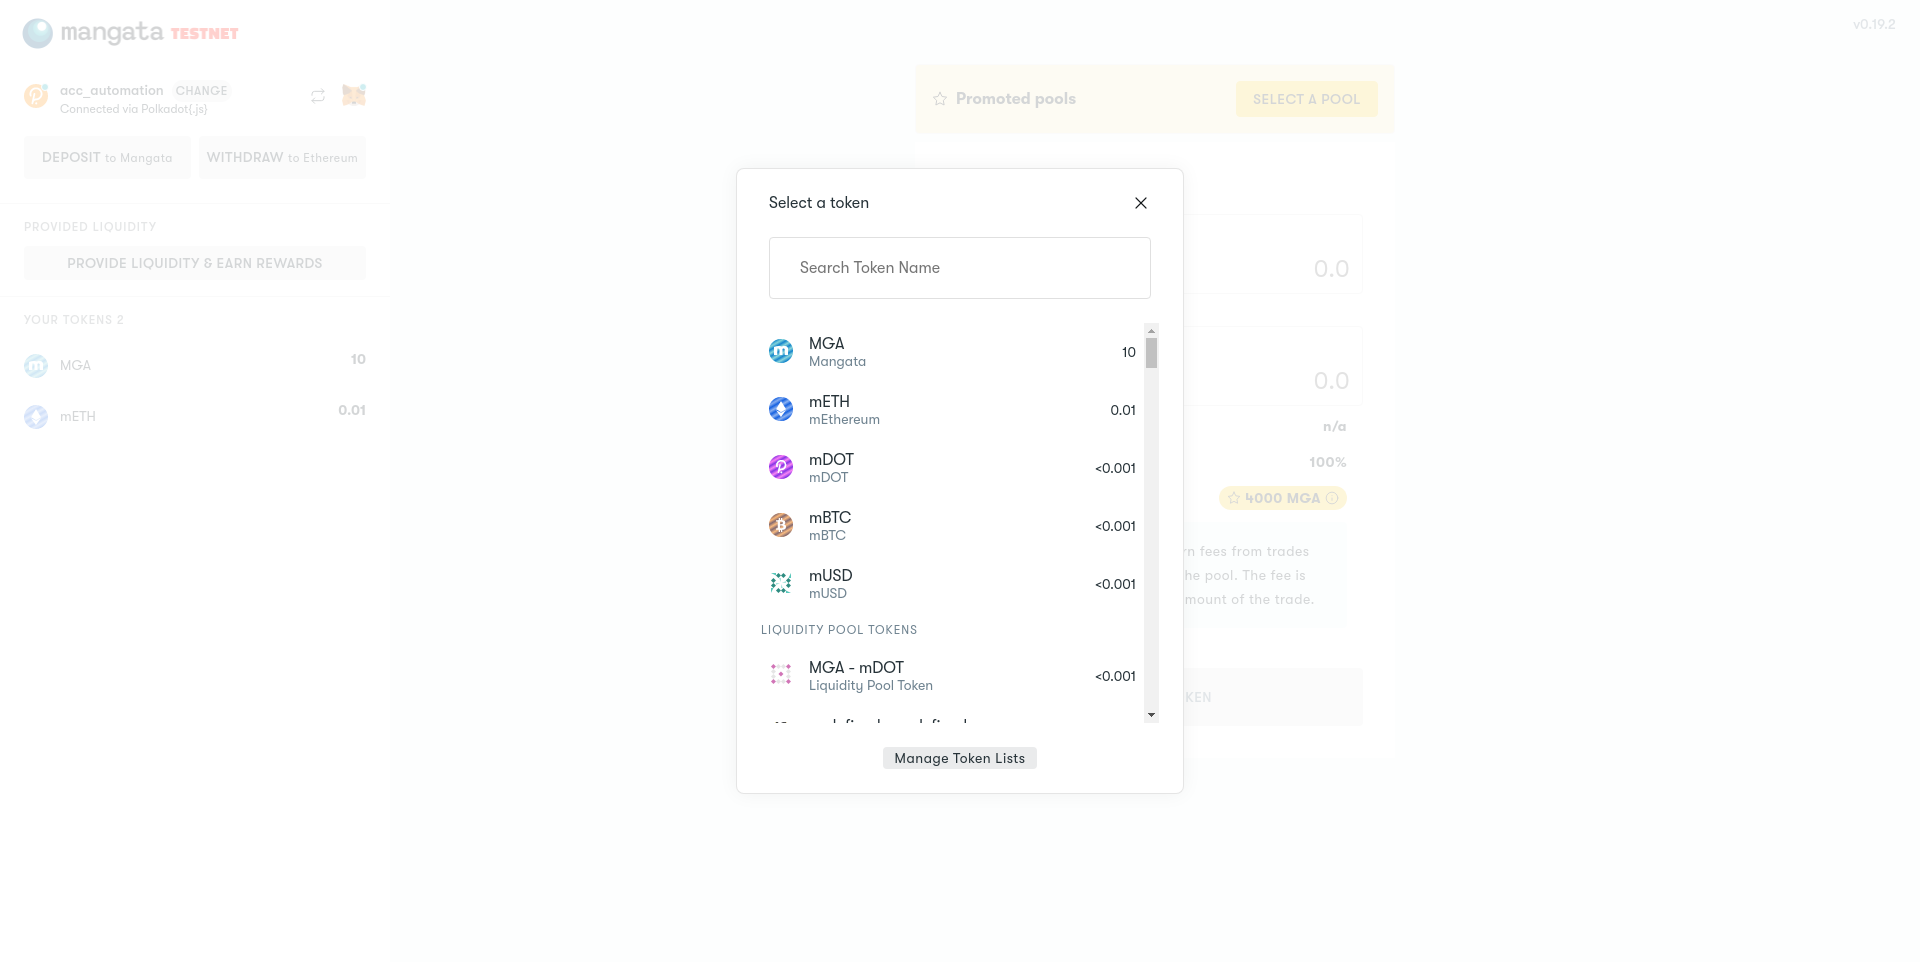 mangata TESTNET
v0.19.2
acc_automation CHANGE
Connected via Polkadot{.js}
DEPOSIT to Mangata
WITHDRAW to Ethereum
PROVIDED LIQUIDITY
PROVIDE LIQUIDITY & EARN REWARDS
YOUR TOKENS 2
MGA 10
mETH 0.01
Promoted pools
SELECT A POOL
Select a token
Search Token Name
MGA
Mangata
10
mETH
mEthereum
0.01
mDOT
mDOT
<0.001
mBTC
mBTC
<0.001
mUSD
mUSD
<0.001
LIQUIDITY POOL TOKENS
MGA - mDOT
Liquidity Pool Token
<0.001
Manage Token Lists
0.0
0.0
n/a
100%
4000 MGA
fees from trades
pool. The fee is
of the trade.